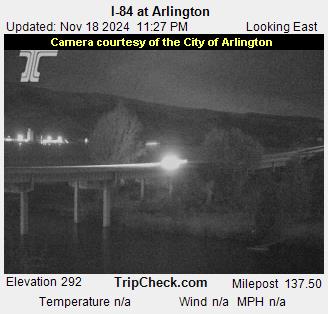 I-84 at Arlington
Updated: Nov 18 2024 11:27 PM Looking East
Camera courtesy of the City of Arlington
Elevation 292 TripCheck.com Milepost 137.50
Temperature n/a Wind n/a MPH n/a